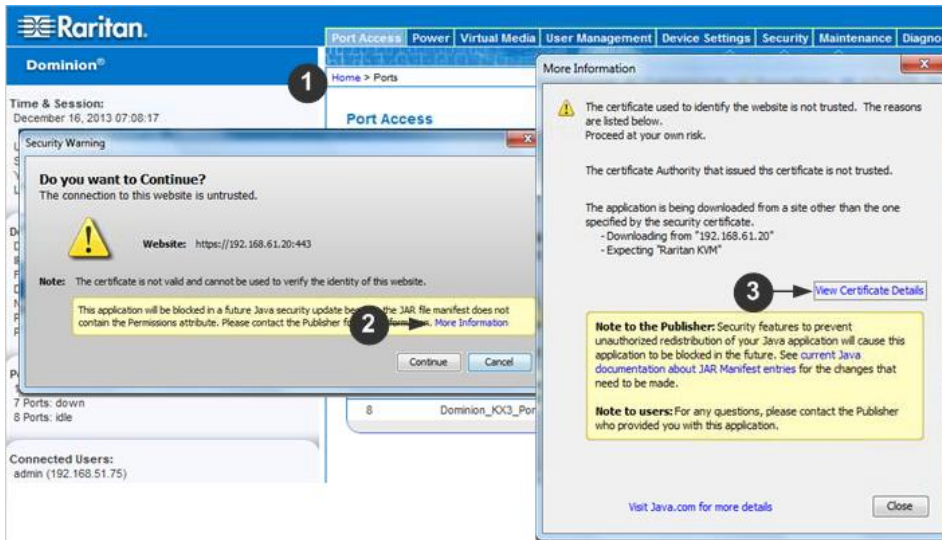 Raritan.
Dominion®
Port Access Power Virtual Media User Management Device Settings Security Maintenance Diagno
1
Home > Ports
Time & Session:
December 16, 2013 07:08:17
Port Access
Security Warning
Do you want to Continue?
The connection to this website is untrusted.
Website: https://192.168.61.20:443
Note: The certificate is not valid and cannot be used to verify the identity of this website.
This application will be blocked in a future Java security update the JAR file manifest does not
contain the Permissions attribute. Please contact the Publisher More Information
2
Continue Cancel
7 Ports: down
8 Ports: idle
8 Dominion_KX3_Por
Connected Users:
admin (192.168.51.75)
More Information
The certificate used to identify the website is not trusted. The reasons
are listed below.
Proceed at your own risk.
The certificate Authority that issued ths certificate is not trusted.
The application is being downloaded from a site other than the one
specified by the security certificate.
- Downloading from "192.168.61.20"
- Expecting "Raritan KVM"
3
View Certificate Details
Note to the Publisher: Security features to prevent
unauthorized redistribution of your Java application will cause this
application to be blocked in the future. See current Java
documentation about JAR Manifest entries for the changes that
need to be made.
Note to users: For any questions, please contact the Publisher
who provided you with this application.
Visit Java.com for more details
Close